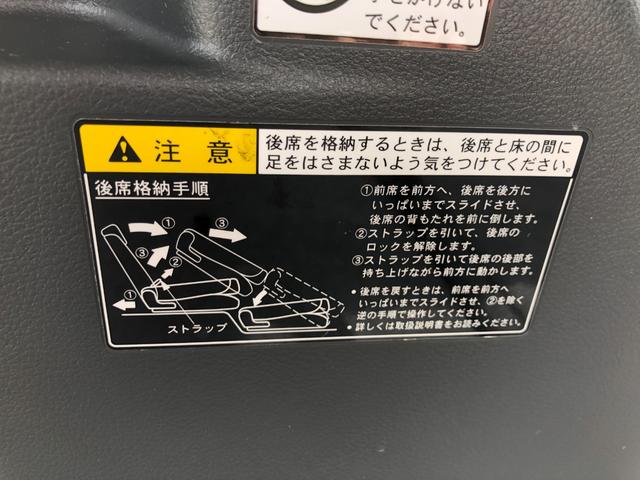 でください。
注意
後席を格納するときは、後席と床の間に
足をはさまないよう気をつけてください。
後席格納手順
①前席を前方へ、後席を後方に
いっぱいまでスライドさせ、
後席の背もたれを前に倒します。
②ストラップを引いて、後席の
ロックを解除します。
③ストラップを引いて後席の後部を
持ち上げながら前方に動かします。
・後席を戻すときは、前席を前方へ
いっぱいまでスライドさせ、②を除く
逆の手順で操作してください。
・詳しくは取扱説明書をお読みください。
①
③
③
②
①
ストラップ